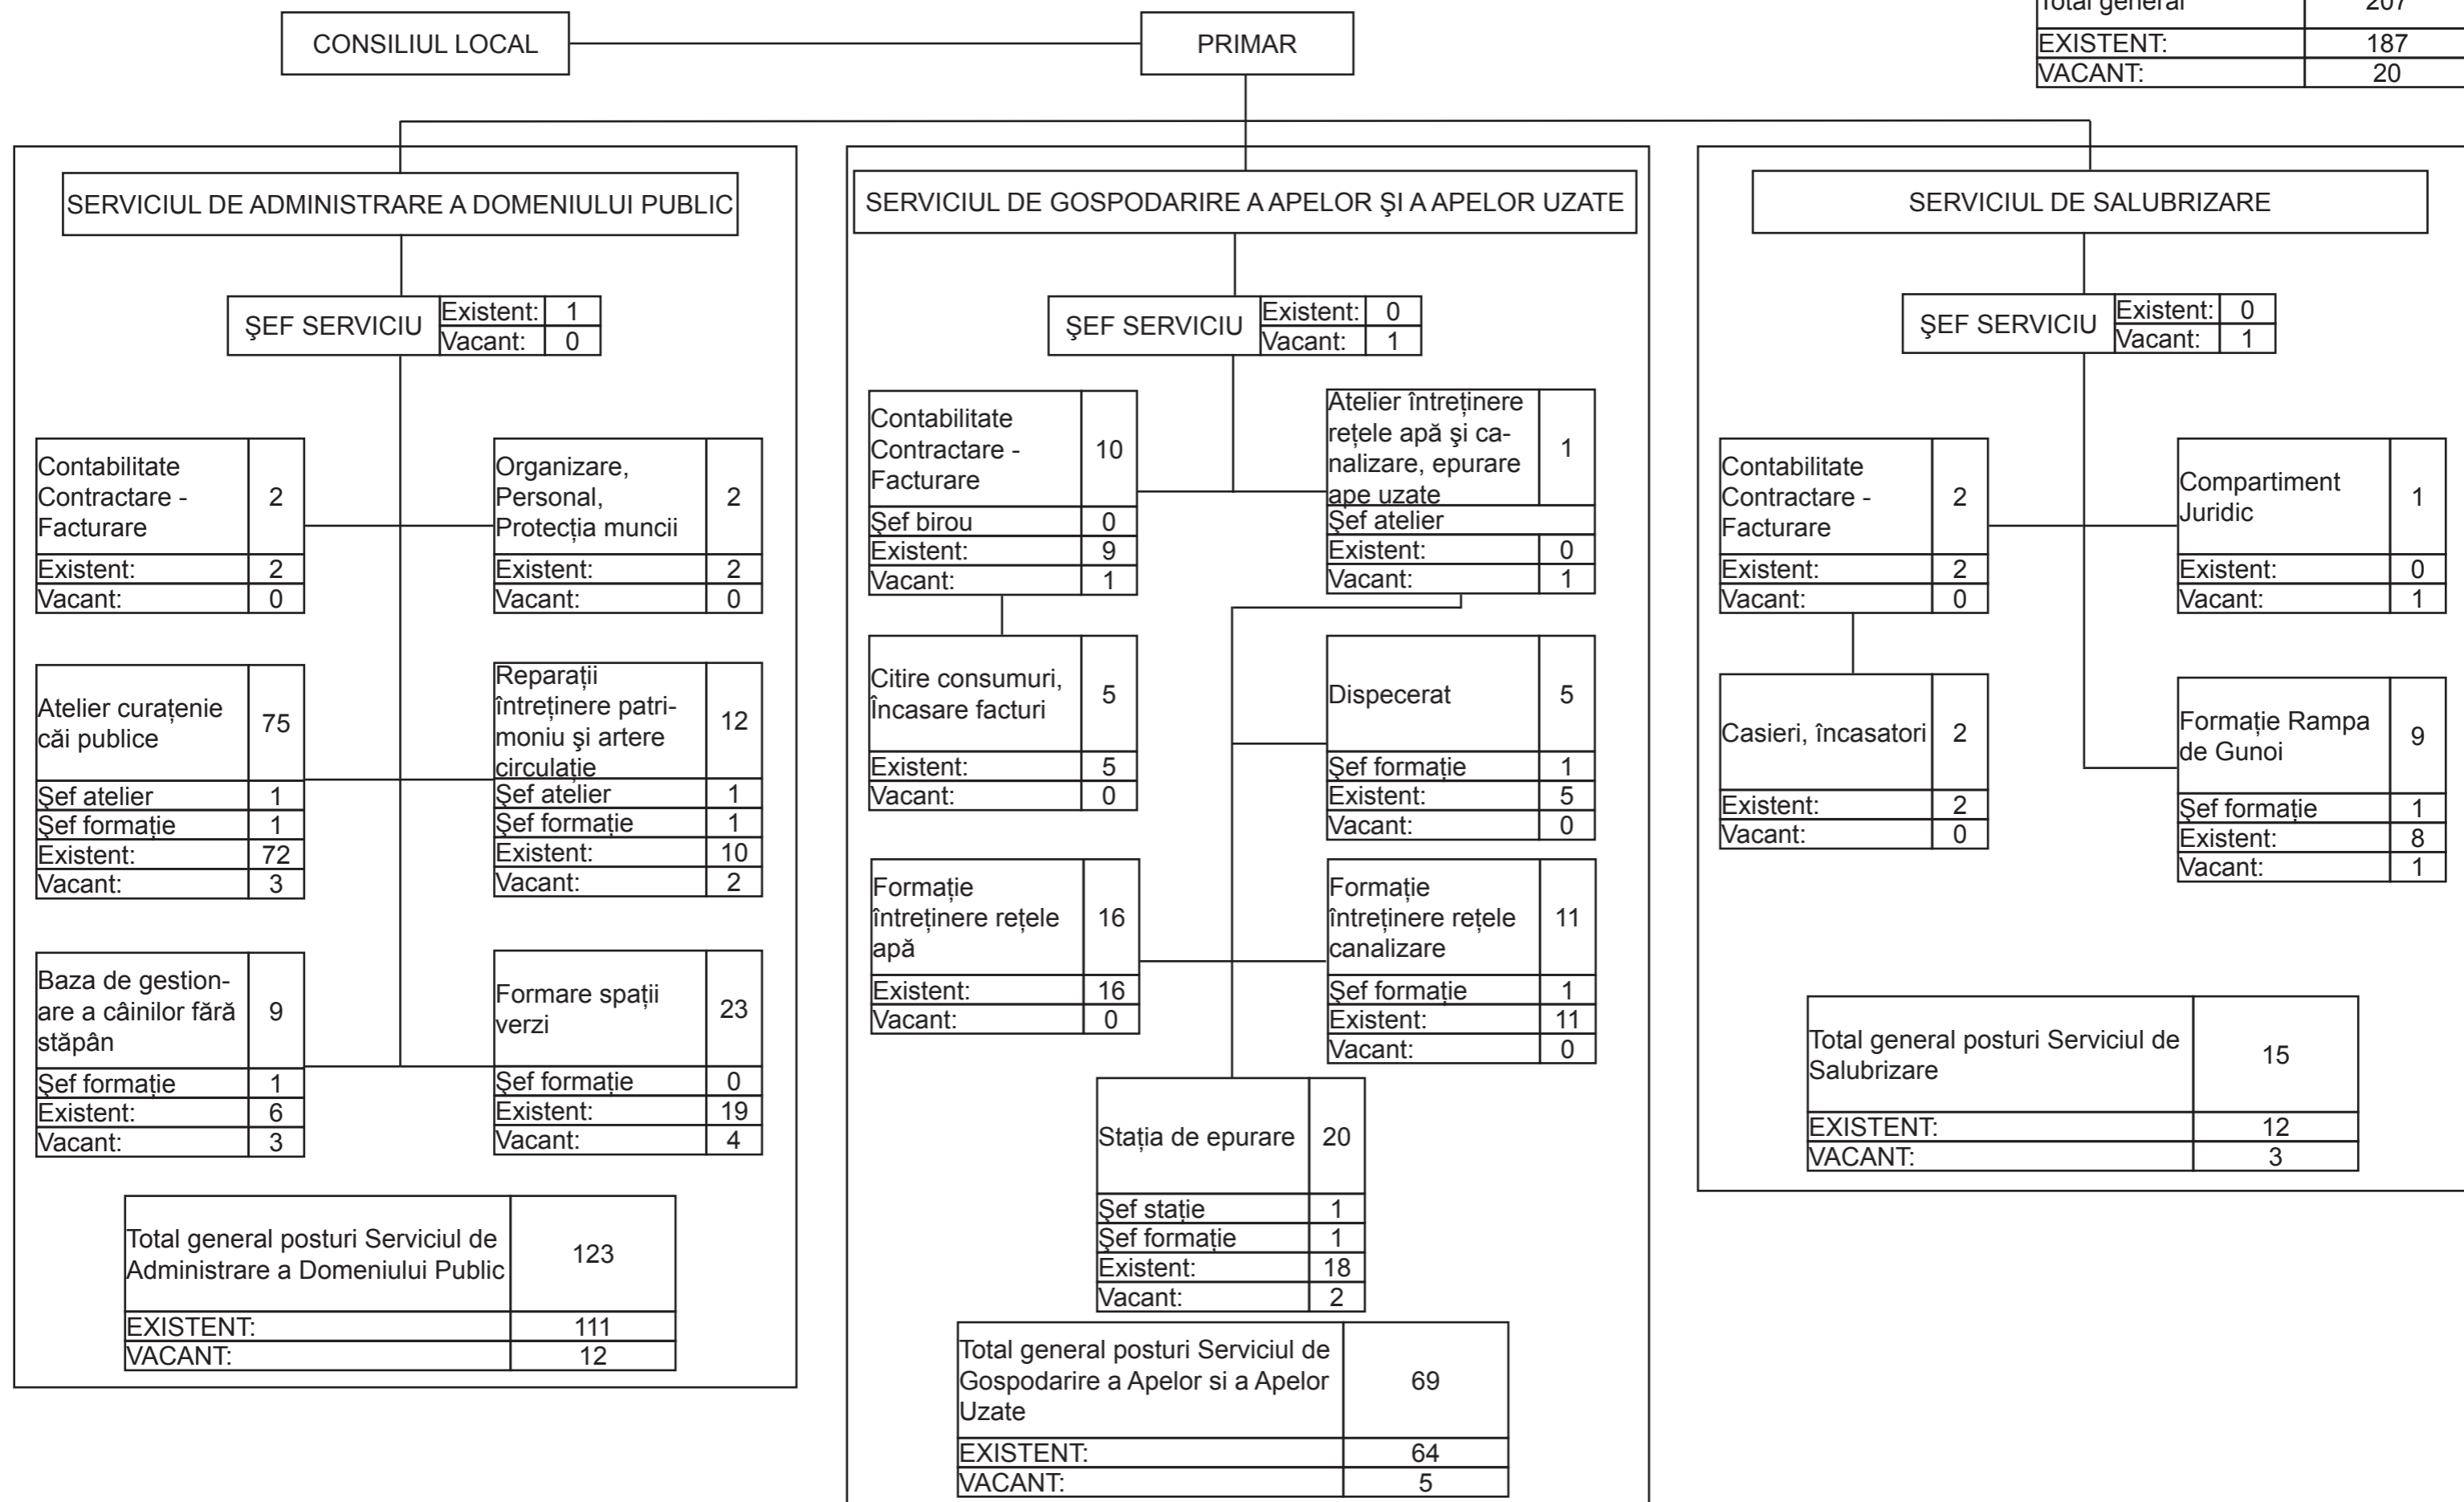 Total general 207
EXISTENT: 187
VACANT: 20
CONSILIUL LOCAL
PRIMAR
SERVICIUL DE ADMINISTRARE A DOMENIULUI PUBLIC
ŞEF SERVICIU
Existent: 1
Vacant: 0
Contabilitate
Contractare -
Facturare
2
Existent: 2
Vacant: 0
Organizare,
Personal,
Protecția muncii
2
Existent: 2
Vacant: 0
Atelier curațenie
căi publice
75
Şef atelier 1
Şef formație 1
Existent: 72
Vacant: 3
Reparații
întreținere patri-
moniu şi artere
circulație
12
Şef atelier 1
Şef formație 1
Existent: 10
Vacant: 2
Baza de gestion-
are a câinilor fără
stăpân
9
Şef formație 1
Existent: 6
Vacant: 3
Formare spații
verzi
23
Şef formație 0
Existent: 19
Vacant: 4
Total general posturi Serviciul de
Administrare a Domeniului Public
123
EXISTENT: 111
VACANT: 12
SERVICIUL DE GOSPODARIRE A APELOR ŞI A APELOR UZATE
ŞEF SERVICIU
Existent: 0
Vacant: 1
Contabilitate
Contractare -
Facturare
10
Şef birou 0
Existent: 9
Vacant: 1
Atelier întreținere
rețele apă şi ca-
nalizare, epurare
ape uzate
1
Şef atelier
Existent: 0
Vacant: 1
Citire consumuri,
Încasare facturi
5
Existent: 5
Vacant: 0
Dispecerat
5
Şef formație 1
Existent: 5
Vacant: 0
Formație
întreținere rețele
apă
16
Existent: 16
Vacant: 0
Formație
întreținere rețele
canalizare
11
Şef formație 1
Existent: 11
Vacant: 0
Stația de epurare
20
Şef stație 1
Şef formație 1
Existent: 18
Vacant: 2
Total general posturi Serviciul de
Gospodarire a Apelor si a Apelor
Uzate
69
EXISTENT: 64
VACANT: 5
SERVICIUL DE SALUBRIZARE
ŞEF SERVICIU
Existent: 0
Vacant: 1
Contabilitate
Contractare -
Facturare
2
Existent: 2
Vacant: 0
Compartiment
Juridic
1
Existent: 0
Vacant: 1
Casieri, încasatori
2
Existent: 2
Vacant: 0
Formație Rampa
de Gunoi
9
Şef formație 1
Existent: 8
Vacant: 1
Total general posturi Serviciul de
Salubrizare
15
EXISTENT: 12
VACANT: 3